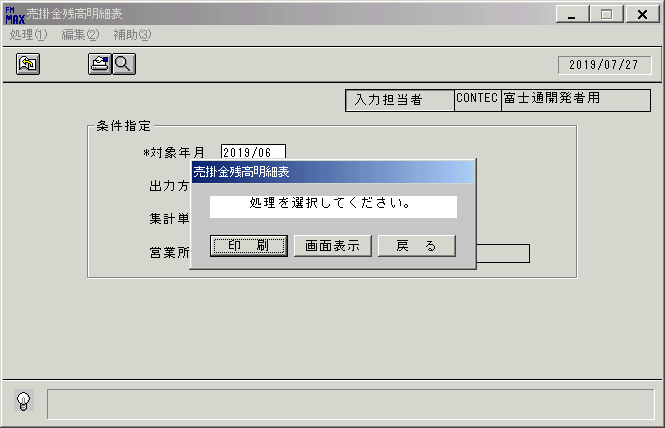 FM MAX 売掛金残高明細表
処理(1) 編集(2) 補助(3)
2019/07/27
入力担当者 CONTEC 富士通開発者用
条件指定
*対象年月 2019/06
出力方
集計単
営業所
売掛金残高明細表
処理を選択してください。
印 刷 画面表示 戻 る